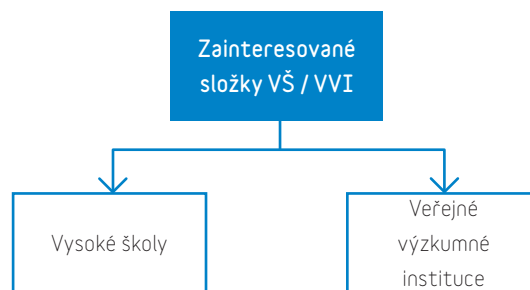 Zainteresované
složky VŠ / VVI
Vysoké školy
Veřejné
výzkumné
instituce